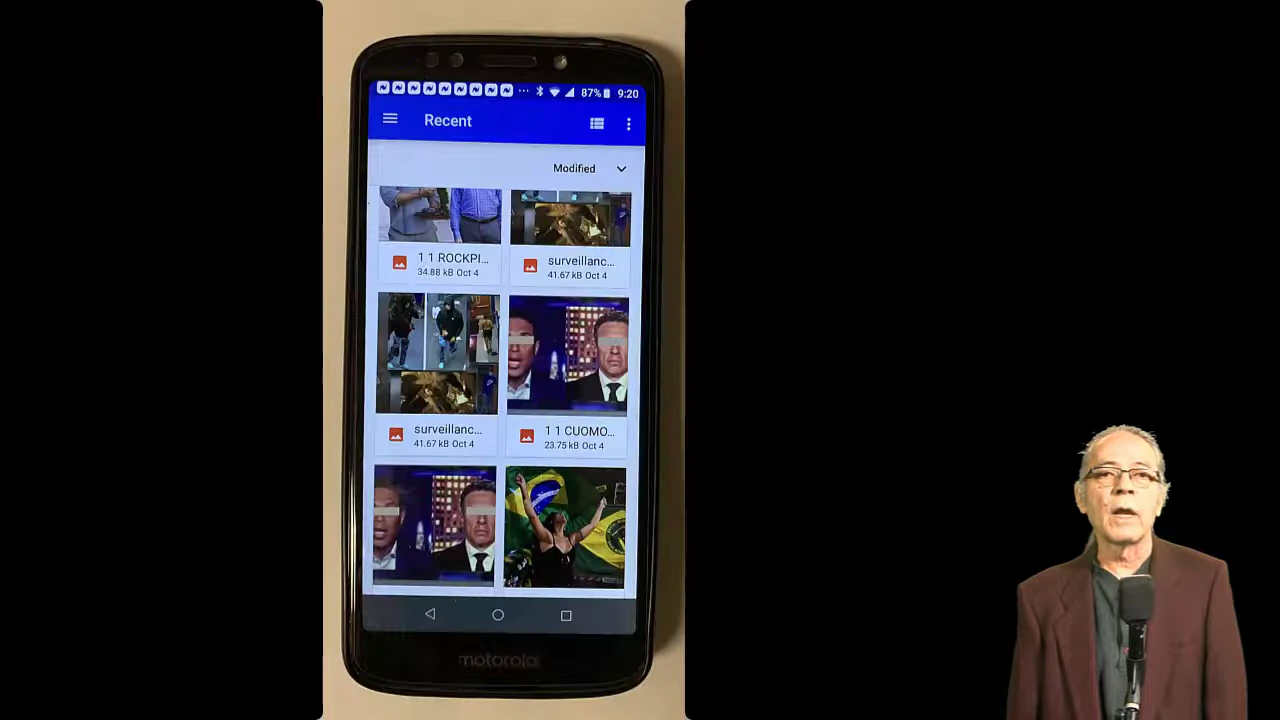 87% 9:20
Recent
Modified
1 1 ROCKPI...
34.88 kB Oct 4
surveillanc...
41.67 kB Oct 4
surveillanc...
41.67 kB Oct 4
1 1 CUOMO...
23.75 kB Oct 4
motorola